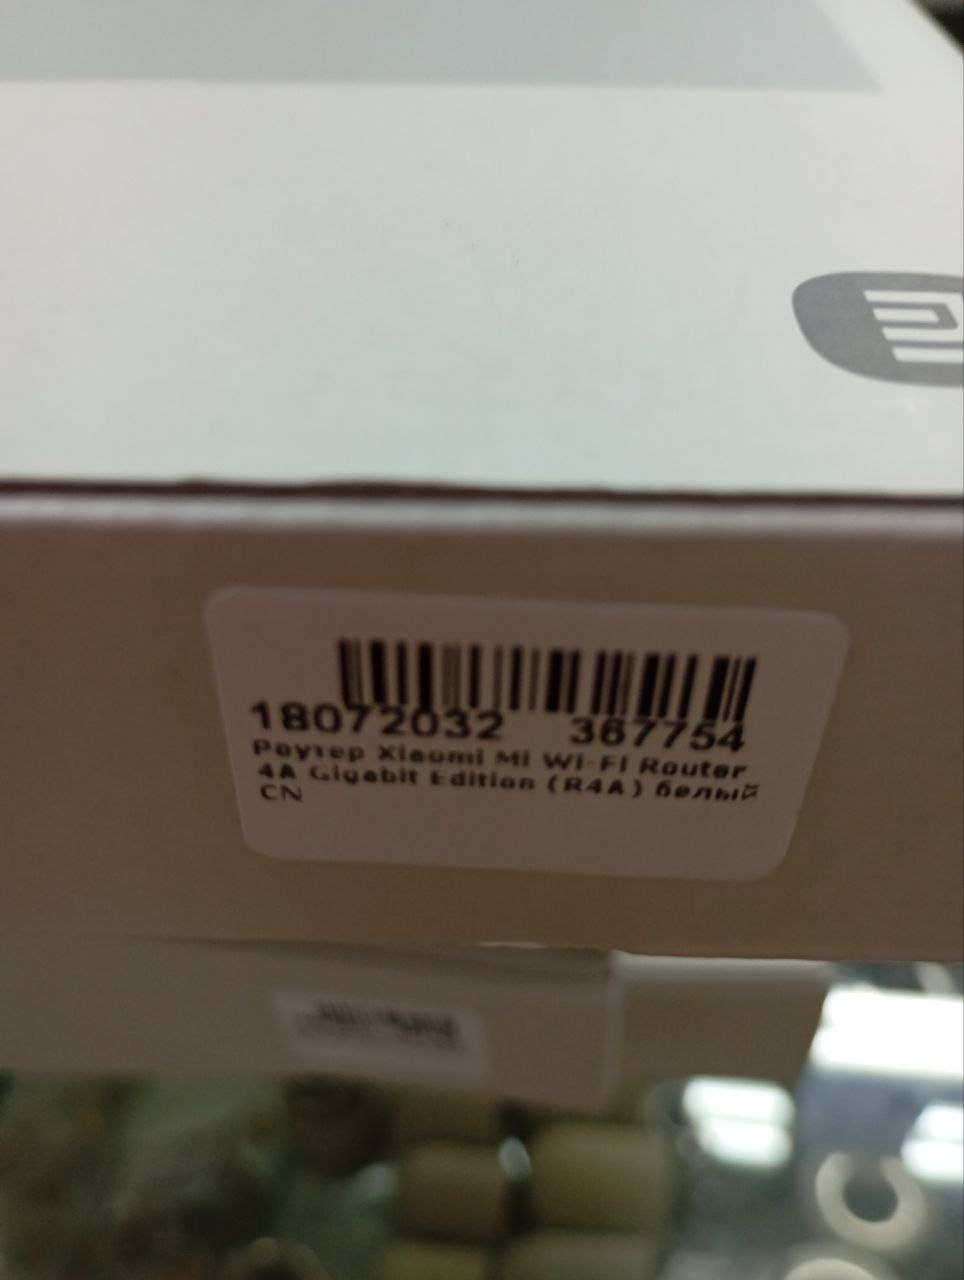 18072032 367754
Роутер Xiaomi Mi Wi-Fi Router
4A Gigabit Edition (R4A) белый
CN